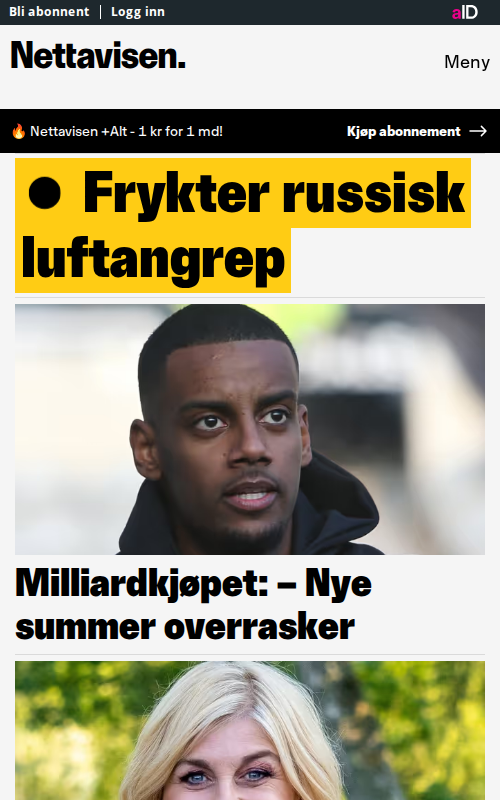 Bli abonnent | Logg inn
aID
Nettavisen.
Meny
🔥 Nettavisen +Alt - 1 kr for 1 md!
Kjøp abonnement →
● Frykter russisk
luftangrep
Milliardkjøpet: – Nye
summer overrasker